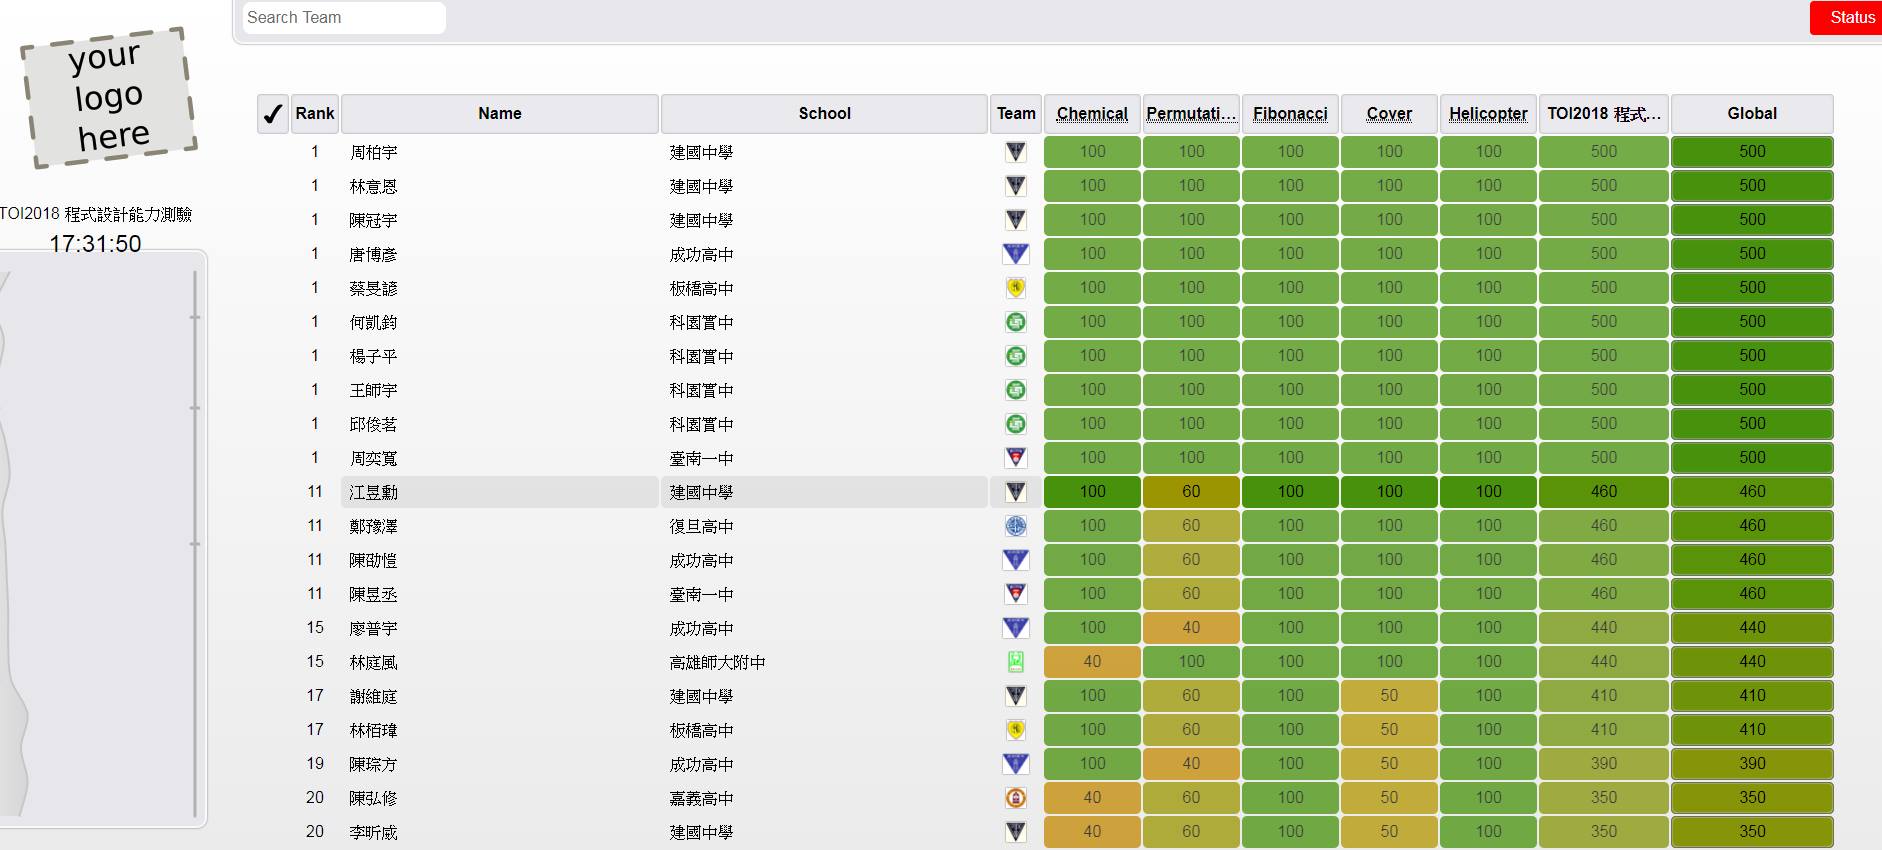 Search Team
Status
your
logo
here
TOI2018 程式設計能力測驗
17:31:50
✓ Rank Name School Team Chemical Permutati... Fibonacci Cover Helicopter TOI2018 程式... Global
1 周柏宇 建國中學 100 100 100 100 100 500 500
1 林意恩 建國中學 100 100 100 100 100 500 500
1 陳冠宇 建國中學 100 100 100 100 100 500 500
1 唐博彥 成功高中 100 100 100 100 100 500 500
1 蔡旻諺 板橋高中 100 100 100 100 100 500 500
1 何凱鈞 科園實中 100 100 100 100 100 500 500
1 楊子平 科園實中 100 100 100 100 100 500 500
1 王師宇 科園實中 100 100 100 100 100 500 500
1 邱俊茗 科園實中 100 100 100 100 100 500 500
1 周奕寬 臺南一中 100 100 100 100 100 500 500
11 江昱勳 建國中學 100 60 100 100 100 460 460
11 鄭豫澤 復旦高中 100 60 100 100 100 460 460
11 陳劭愷 成功高中 100 60 100 100 100 460 460
11 陳昱丞 臺南一中 100 60 100 100 100 460 460
15 廖普宇 成功高中 100 40 100 100 100 440 440
15 林庭風 高雄師大附中 40 100 100 100 100 440 440
17 謝維庭 建國中學 100 60 100 50 100 410 410
17 林栢瑋 板橋高中 100 60 100 50 100 410 410
19 陳琮方 成功高中 100 40 100 50 100 390 390
20 陳弘修 嘉義高中 40 60 100 50 100 350 350
20 李昕威 建國中學 40 60 100 50 100 350 350